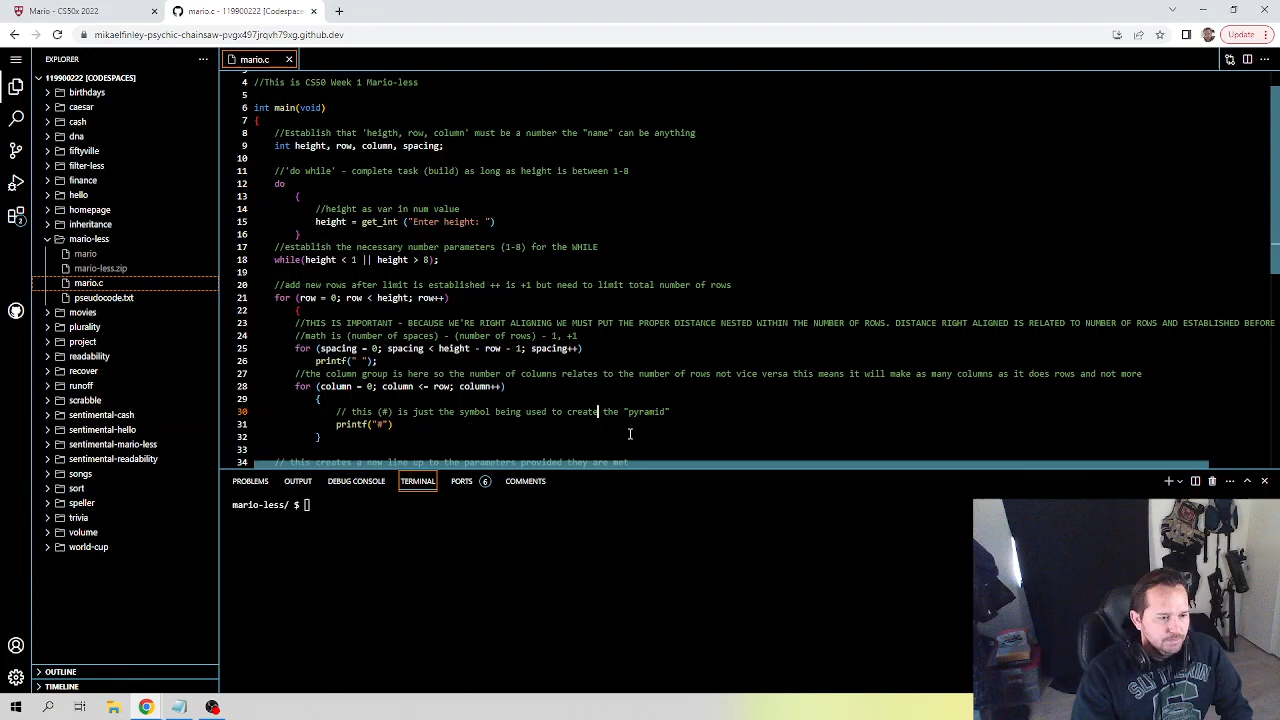 Mario - CS50x 2022
mario.c - 119900222 [Codespaces
mikaelfinley-psychic-chainsaw-pvgx497jrqvh79xg.github.dev
Update
EXPLORER
mario.c
119900222 [CODESPACES]
birthdays
caesar
cash
dna
fiftyville
filter-less
finance
hello
homepage
inheritance
mario-less
mario
mario-less.zip
mario.c
pseudocode.txt
movies
plurality
project
readability
recover
runoff
scrabble
sentimental-cash
sentimental-hello
sentimental-mario-less
sentimental-readability
songs
sort
speller
trivia
volume
world-cup
OUTLINE
TIMELINE
2
4 //This is CS50 Week 1 Mario-less
5
6 int main(void)
7 {
8 //Establish that 'heigth, row, column' must be a number the "name" can be anything
9 int height, row, column, spacing;
10
11 //'do while' - complete task (build) as long as height is between 1-8
12 do
13 {
14 //height as var in num value
15 height = get_int ("Enter height: ")
16 }
17 //establish the necessary number parameters (1-8) for the WHILE
18 while(height < 1 || height > 8);
19
20 //add new rows after limit is established ++ is +1 but need to limit total number of rows
21 for (row = 0; row < height; row++)
22 {
23 //THIS IS IMPORTANT - BECAUSE WE'RE RIGHT ALIGNING WE MUST PUT THE PROPER DISTANCE NESTED WITHIN THE NUMBER OF ROWS. DISTANCE RIGHT ALIGNED IS RELATED TO NUMBER OF ROWS AND ESTABLISHED BEFORE
24 //math is (number of spaces) - (number of rows) - 1, +1
25 for (spacing = 0; spacing < height - row - 1; spacing++)
26 printf(" ");
27 //the column group is here so the number of columns relates to the number of rows not vice versa this means it will make as many columns as it does rows and not more
28 for (column = 0; column <= row; column++)
29 {
30 // this (#) is just the symbol being used to create the "pyramid"
31 printf("#")
32 }
33
34 // this creates a new line up to the parameters provided they are met
PROBLEMS OUTPUT DEBUG CONSOLE TERMINAL PORTS 6 COMMENTS
mario-less/ $